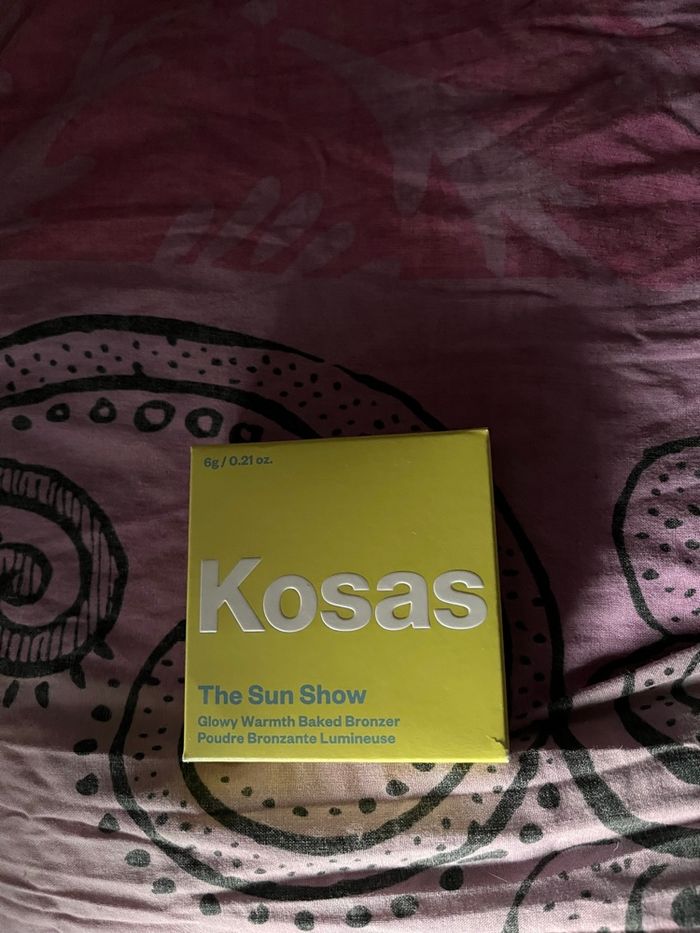 6g / 0.21 oz.
Kosas
The Sun Show
Glowy Warmth Baked Bronzer
Poudre Bronzante Lumineuse